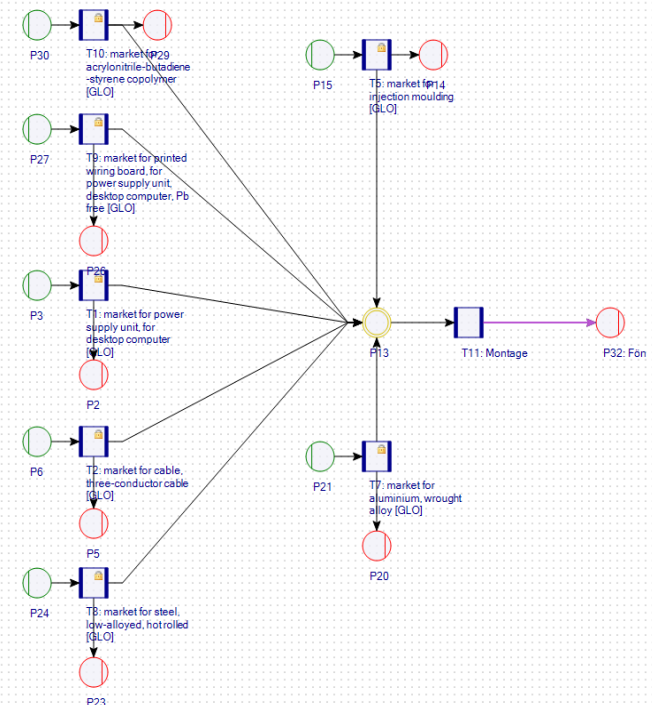 P30
P29
T10: market for
acrylonitrile-butadiene
-styrene copolymer
[GLO]
P15
P14
T5: market for
injection moulding
[GLO]
P27
T9: market for printed
wiring board, for
power supply unit,
desktop computer, Pb
free [GLO]
P26
P3
T1: market for power
supply unit, for
desktop computer
[GLO]
P2
P13
T11: Montage
P32: Fön
P6
T2: market for cable,
three-conductor cable
[GLO]
P5
P21
T7: market for
aluminium, wrought
alloy [GLO]
P20
P24
T8: market for steel,
low-alloyed, hot rolled
[GLO]
P23